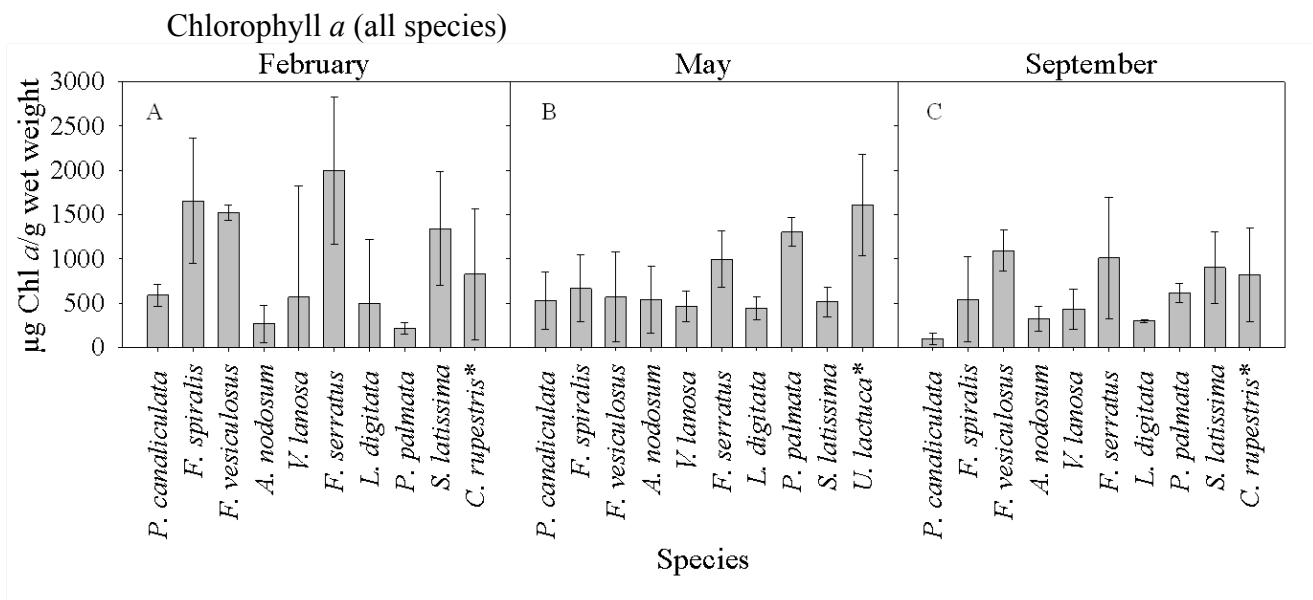 Chlorophyll a (all species)
February May September
µg Chl a/g wet weight
3000
2500
2000
1500
1000
500
0
A
B
C
P. canaliculata
F. spiralis
F. vesiculosus
A. nodosum
V. lanosa
F. serratus
L. digitata
P. palmata
S. latissima
C. rupestris*
P. canaliculata
F. spiralis
F. vesiculosus
A. nodosum
V. lanosa
F. serratus
L. digitata
P. palmata
S. latissima
U. lactuca*
P. canaliculata
F. spiralis
F. vesiculosus
A. nodosum
V. lanosa
F. serratus
L. digitata
P. palmata
S. latissima
C. rupestris*
Species